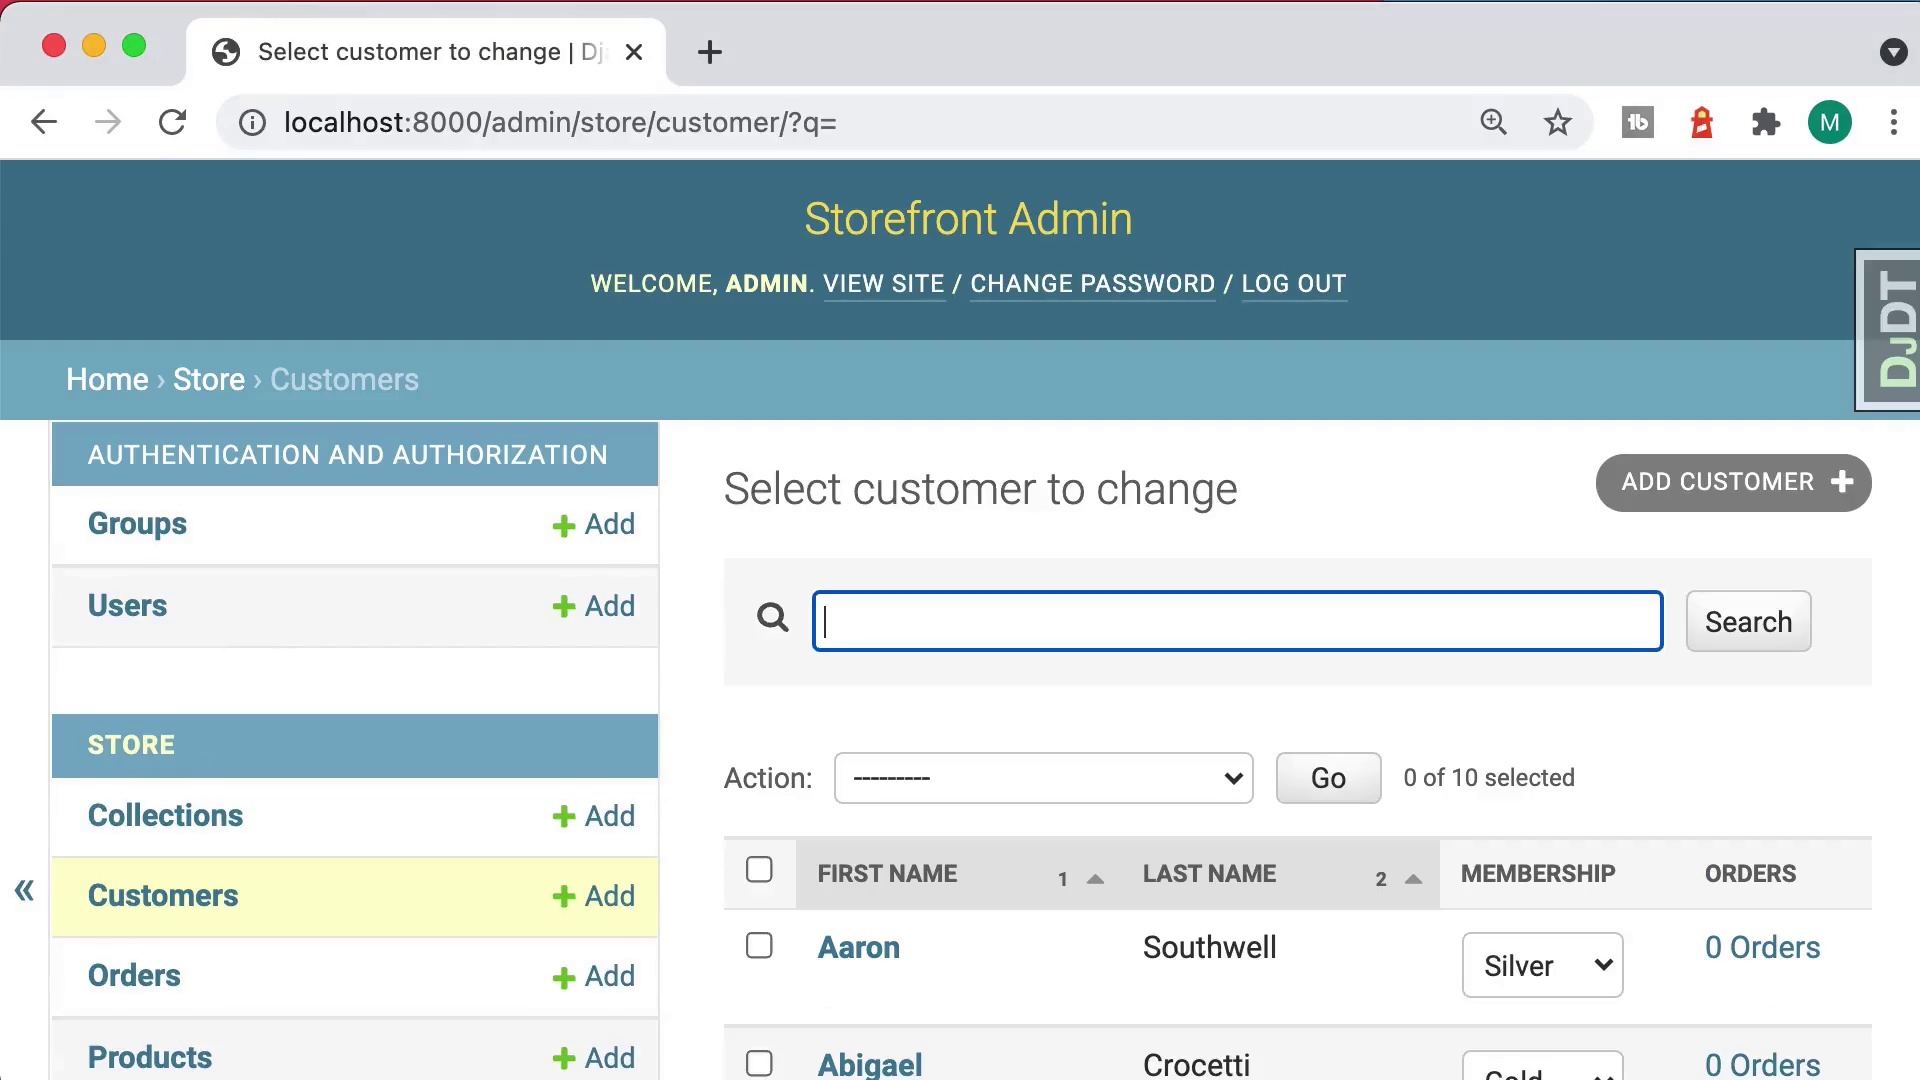 Select customer to change | Dj
localhost:8000/admin/store/customer/?q=
M
Storefront Admin
WELCOME, ADMIN. VIEW SITE / CHANGE PASSWORD / LOG OUT
DJDT
Home › Store › Customers
AUTHENTICATION AND AUTHORIZATION
Groups + Add
Users + Add
STORE
Collections + Add
Customers + Add
Orders + Add
Products + Add
«
Select customer to change
ADD CUSTOMER +
Search
Action: --------- Go 0 of 10 selected
FIRST NAME 1 LAST NAME 2 MEMBERSHIP ORDERS
Aaron Southwell Silver 0 Orders
Abigael Crocetti Gold 0 Orders